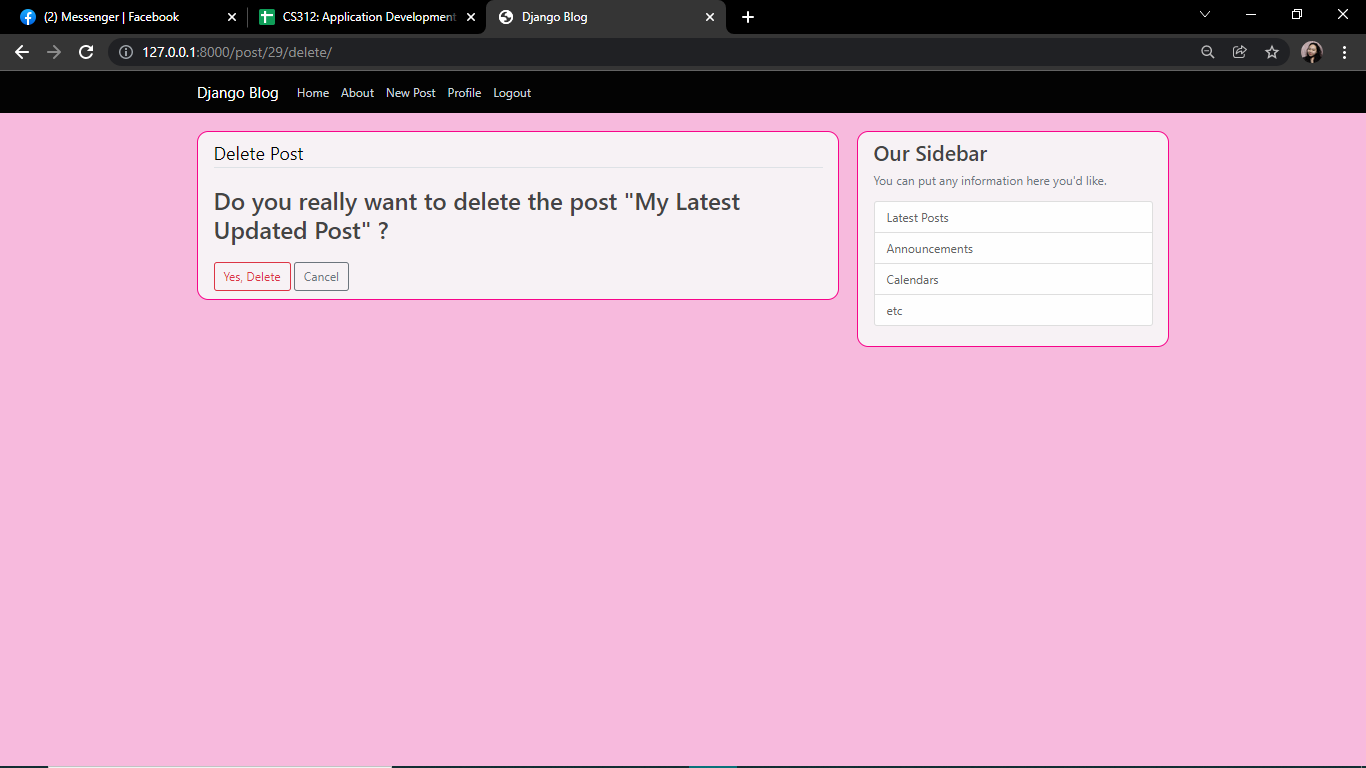 (2) Messenger | Facebook
CS312: Application Development
Django Blog
127.0.0.1:8000/post/29/delete/
Django Blog Home About New Post Profile Logout
Delete Post
Do you really want to delete the post "My Latest
Updated Post" ?
Yes, Delete Cancel
Our Sidebar
You can put any information here you'd like.
Latest Posts
Announcements
Calendars
etc